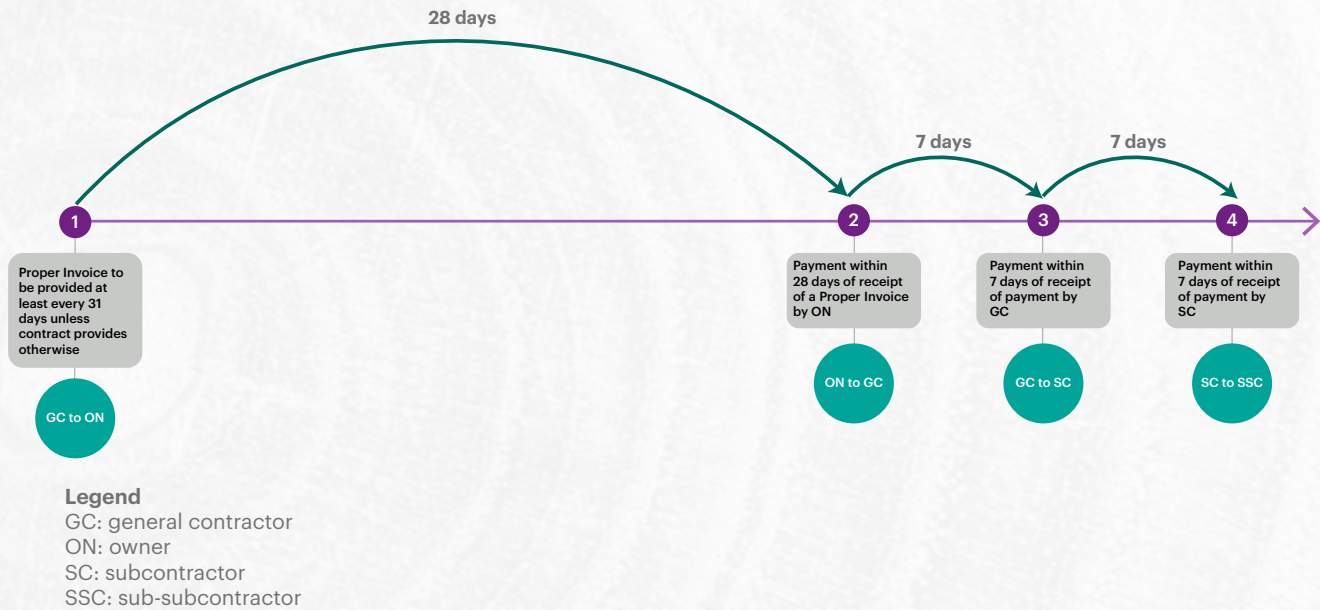 28 days
7 days
7 days
1
2
3
4
Proper Invoice to
be provided at
least every 31
days unless
contract provides
otherwise
Payment within
28 days of receipt
of a Proper Invoice
by ON
Payment within
7 days of receipt
of payment by
GC
Payment within
7 days of receipt
of payment by
SC
GC to ON
ON to GC
GC to SC
SC to SSC
Legend
GC: general contractor
ON: owner
SC: subcontractor
SSC: sub-subcontractor